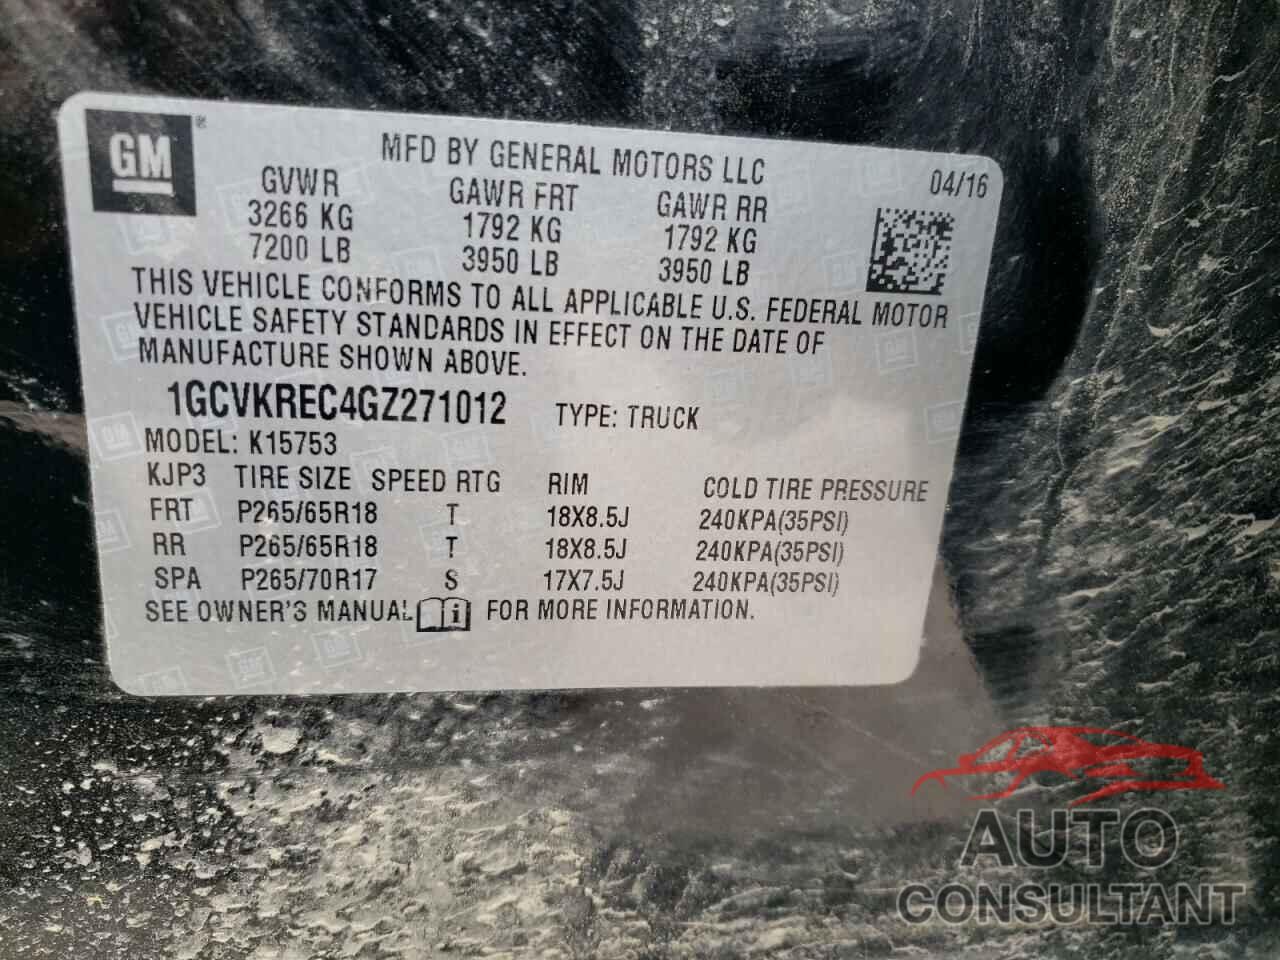 GM®
MFD BY GENERAL MOTORS LLC
04/16
GVWR GAWR FRT GAWR RR
3266 KG 1792 KG 1792 KG
7200 LB 3950 LB 3950 LB
THIS VEHICLE CONFORMS TO ALL APPLICABLE U.S. FEDERAL MOTOR
VEHICLE SAFETY STANDARDS IN EFFECT ON THE DATE OF
MANUFACTURE SHOWN ABOVE.
1GCVKREC4GZ271012 TYPE: TRUCK
MODEL: K15753
KJP3 TIRE SIZE SPEED RTG RIM COLD TIRE PRESSURE
FRT P265/65R18 T 18X8.5J 240KPA(35PSI)
RR P265/65R18 T 18X8.5J 240KPA(35PSI)
SPA P265/70R17 S 17X7.5J 240KPA(35PSI)
SEE OWNER'S MANUAL i FOR MORE INFORMATION.
AUTO
CONSULTANT